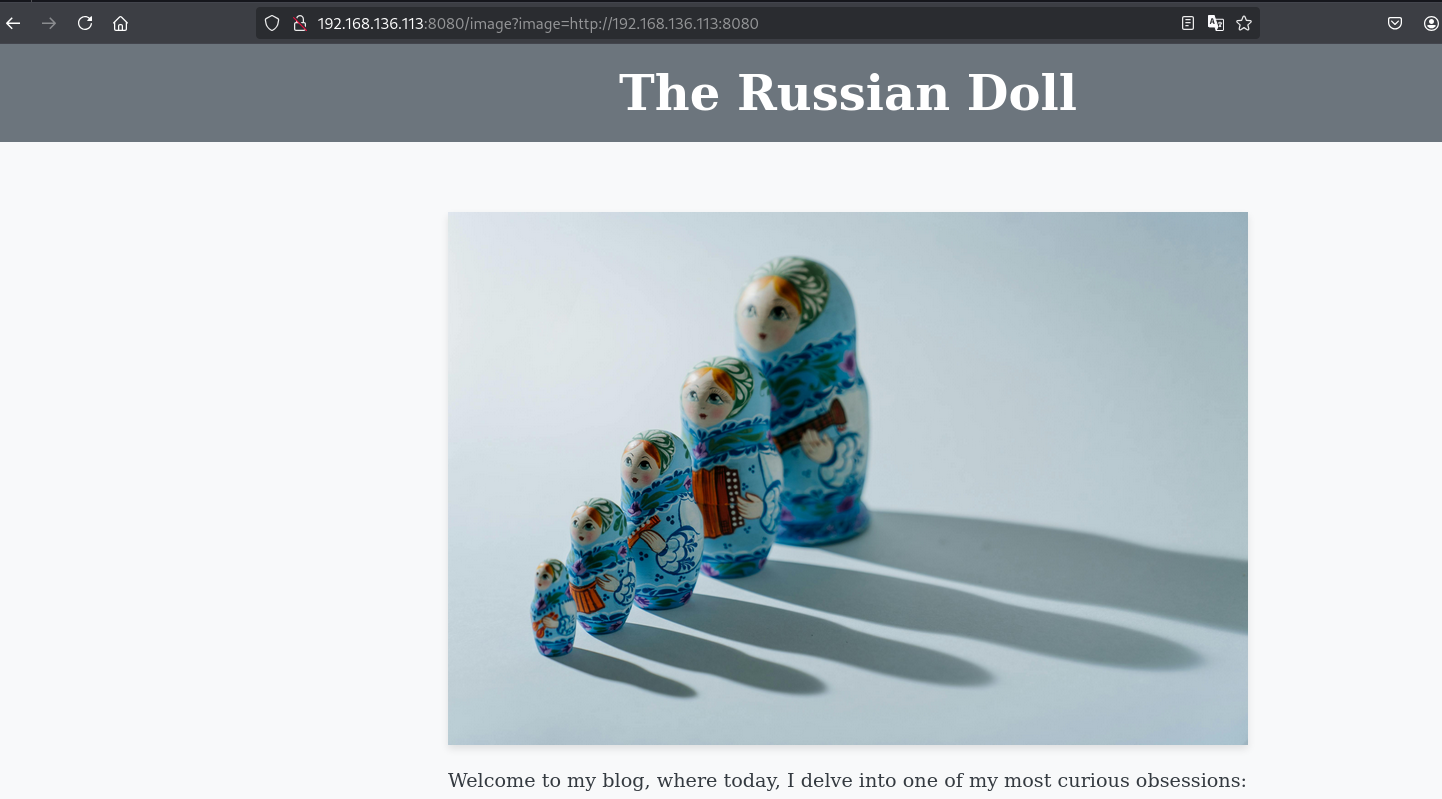 192.168.136.113:8080/image?image=http://192.168.136.113:8080
The Russian Doll
Welcome to my blog, where today, I delve into one of my most curious obsessions: